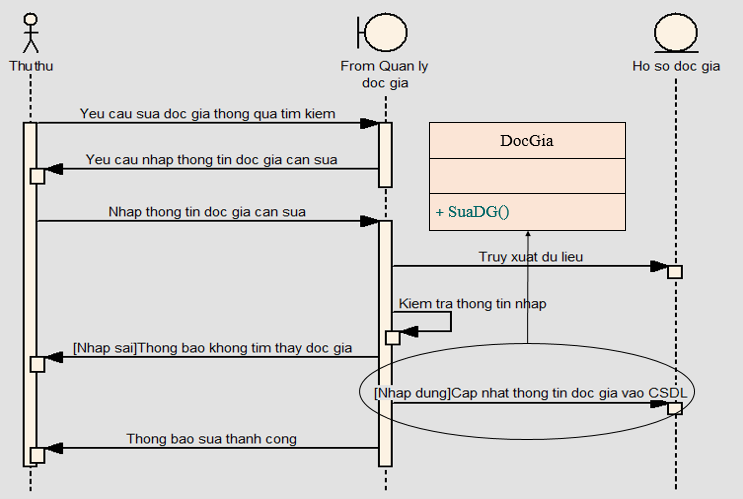 Thu thu
From Quan ly
doc gia
Ho so doc gia
Yeu cau sua doc gia thong qua tim kiem
DocGia
Yeu cau nhap thong tin doc gia can sua
Nhap thong tin doc gia can sua
+ SuaDG()
Truy xuat du lieu
Kiem tra thong tin nhap
[Nhap sai]Thong bao khong tim thay doc gia
[Nhap dung]Cap nhat thong tin doc gia vao CSDL
Thong bao sua thanh cong